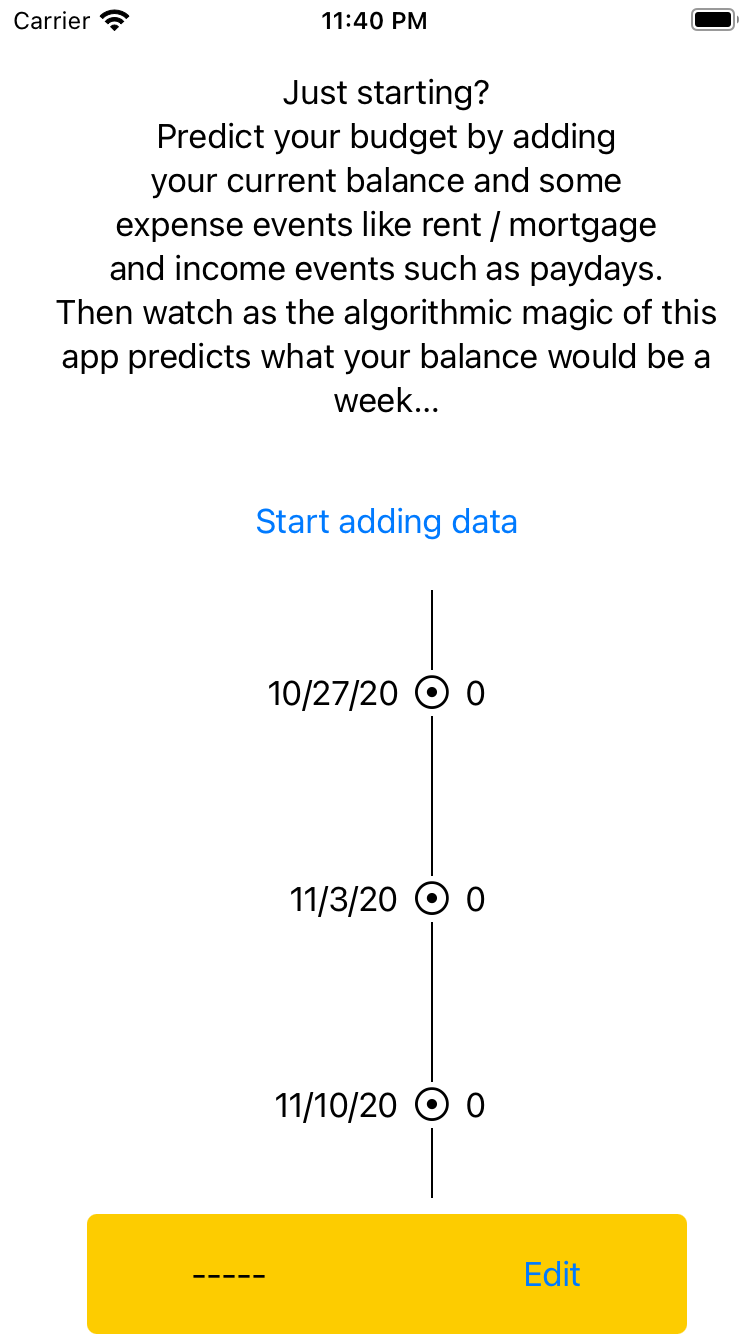 Carrier 11:40 PM
Just starting?
Predict your budget by adding
your current balance and some
expense events like rent / mortgage
and income events such as paydays.
Then watch as the algorithmic magic of this
app predicts what your balance would be a
week...
Start adding data
10/27/20 0
11/3/20 0
11/10/20 0
----- Edit